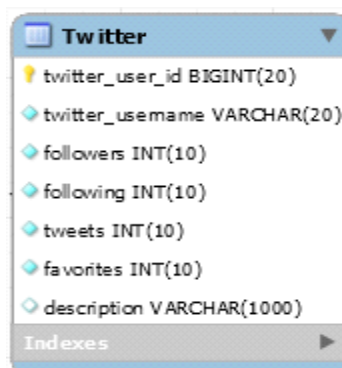 Twitter
twitter_user_id BIGINT(20)
twitter_username VARCHAR(20)
followers INT(10)
following INT(10)
tweets INT(10)
favorites INT(10)
description VARCHAR(1000)
Indexes